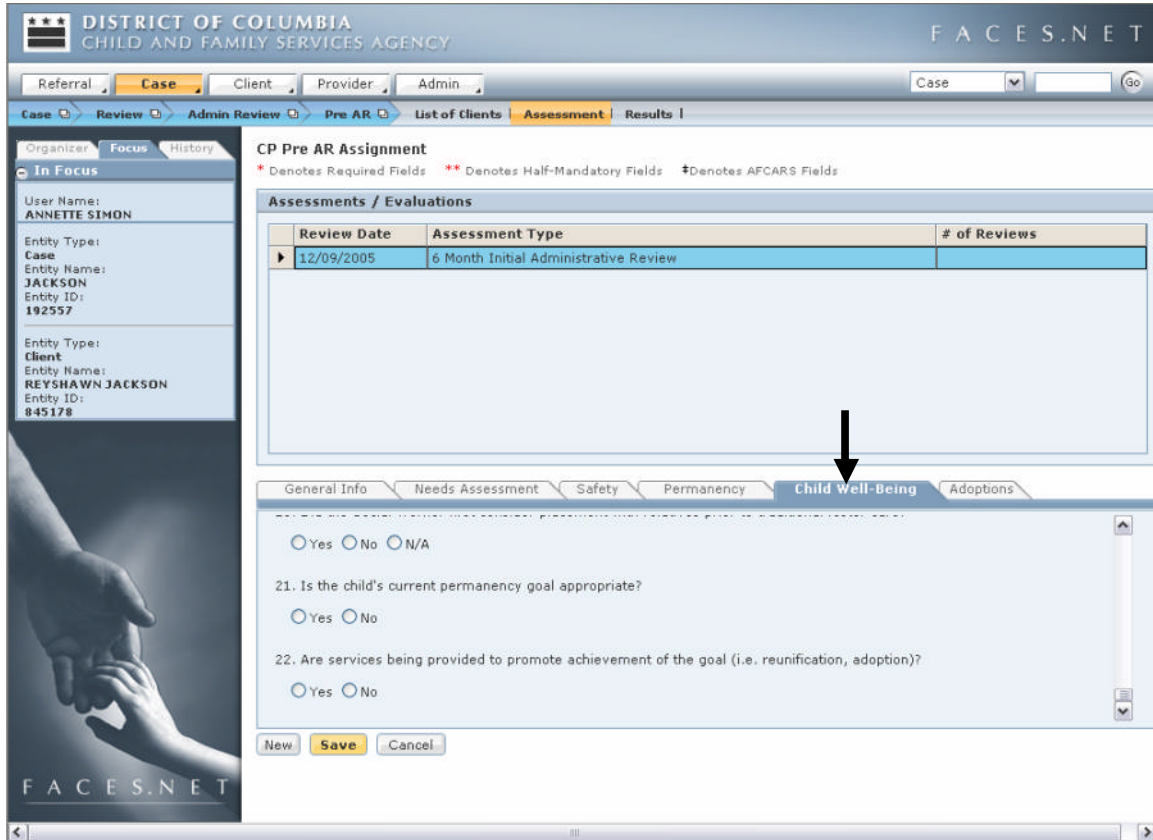 DISTRICT OF COLUMBIA
CHILD AND FAMILY SERVICES AGENCY
FACES.NET
Referral Case Client Provider Admin Case Go
Case Review Admin Review Pre AR List of Clients Assessment Results
Organizer Focus History
In Focus
User Name:
ANNETTE SIMON
Entity Type:
Case
Entity Name:
JACKSON
Entity ID:
192557
Entity Type:
Client
Entity Name:
REYSHAWN JACKSON
Entity ID:
845178
FACES.NET
CP Pre AR Assignment
* Denotes Required Fields ** Denotes Half-Mandatory Fields ‡Denotes AFCARS Fields
Assessments / Evaluations
Review Date Assessment Type # of Reviews
12/09/2005 6 Month Initial Administrative Review
General Info Needs Assessment Safety Permanency Child Well-Being Adoptions
Yes No N/A
21. Is the child's current permanency goal appropriate?
Yes No
22. Are services being provided to promote achievement of the goal (i.e. reunification, adoption)?
Yes No
New Save Cancel